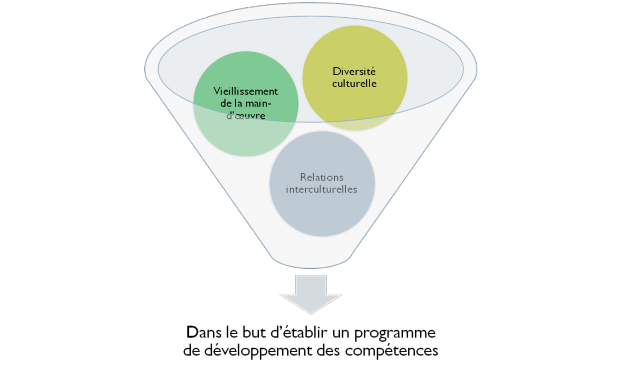 Diversité
culturelle
Vieillissement
de la main-
d'œuvre
Relations
interculturelles
Dans le but d'établir un programme
de développement des compétences